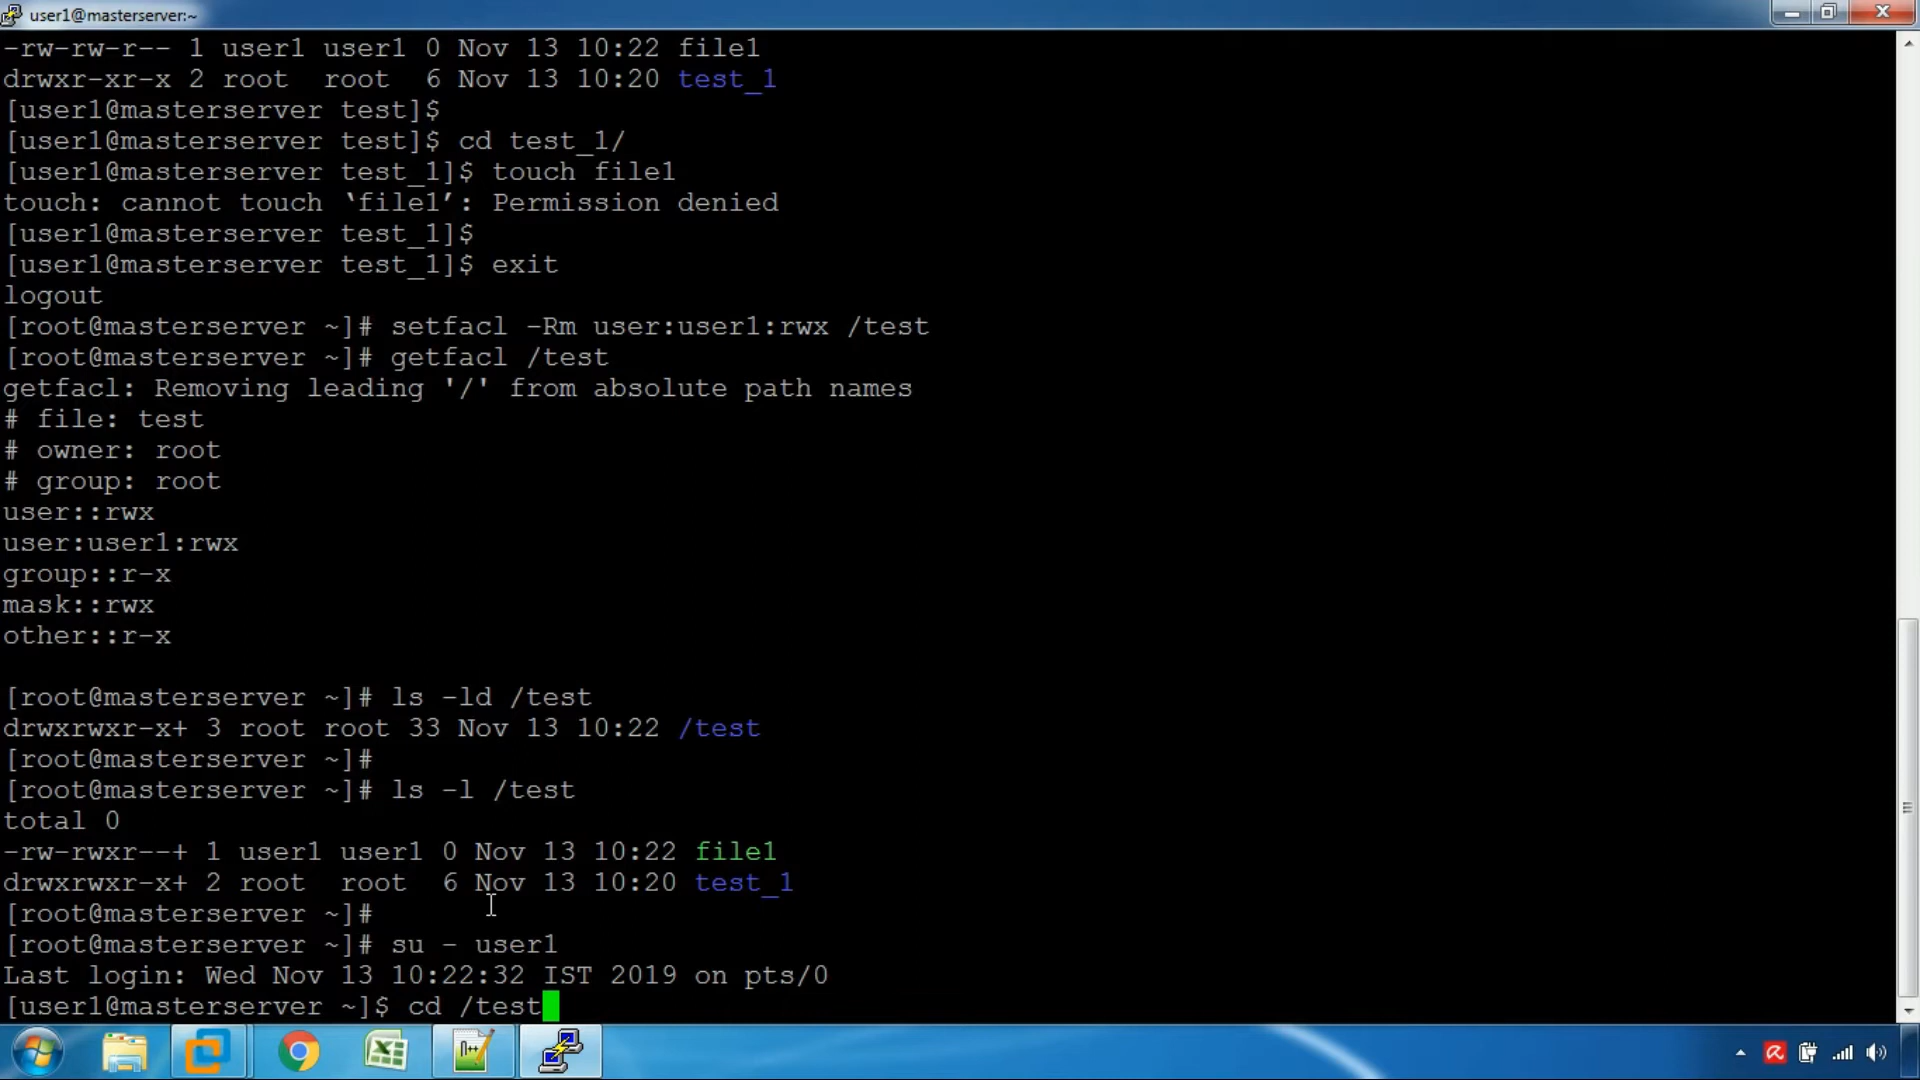 user1@masterserver:~
-rw-rw-r-- 1 user1 user1 0 Nov 13 10:22 file1
drwxr-xr-x 2 root  root  6 Nov 13 10:20 test_1
[user1@masterserver test]$
[user1@masterserver test]$ cd test_1/
[user1@masterserver test_1]$ touch file1
touch: cannot touch ‘file1’: Permission denied
[user1@masterserver test_1]$
[user1@masterserver test_1]$ exit
logout
[root@masterserver ~]# setfacl -Rm user:user1:rwx /test
[root@masterserver ~]# getfacl /test
getfacl: Removing leading '/' from absolute path names
# file: test
# owner: root
# group: root
user::rwx
user:user1:rwx
group::r-x
mask::rwx
other::r-x
[root@masterserver ~]# ls -ld /test
drwxrwxr-x+ 3 root root 33 Nov 13 10:22 /test
[root@masterserver ~]#
[root@masterserver ~]# ls -l /test
total 0
-rw-rwxr--+ 1 user1 user1 0 Nov 13 10:22 file1
drwxrwxr-x+ 2 root  root  6 Nov 13 10:20 test_1
[root@masterserver ~]#
[root@masterserver ~]# su - user1
Last login: Wed Nov 13 10:22:32 IST 2019 on pts/0
[user1@masterserver ~]$ cd /test